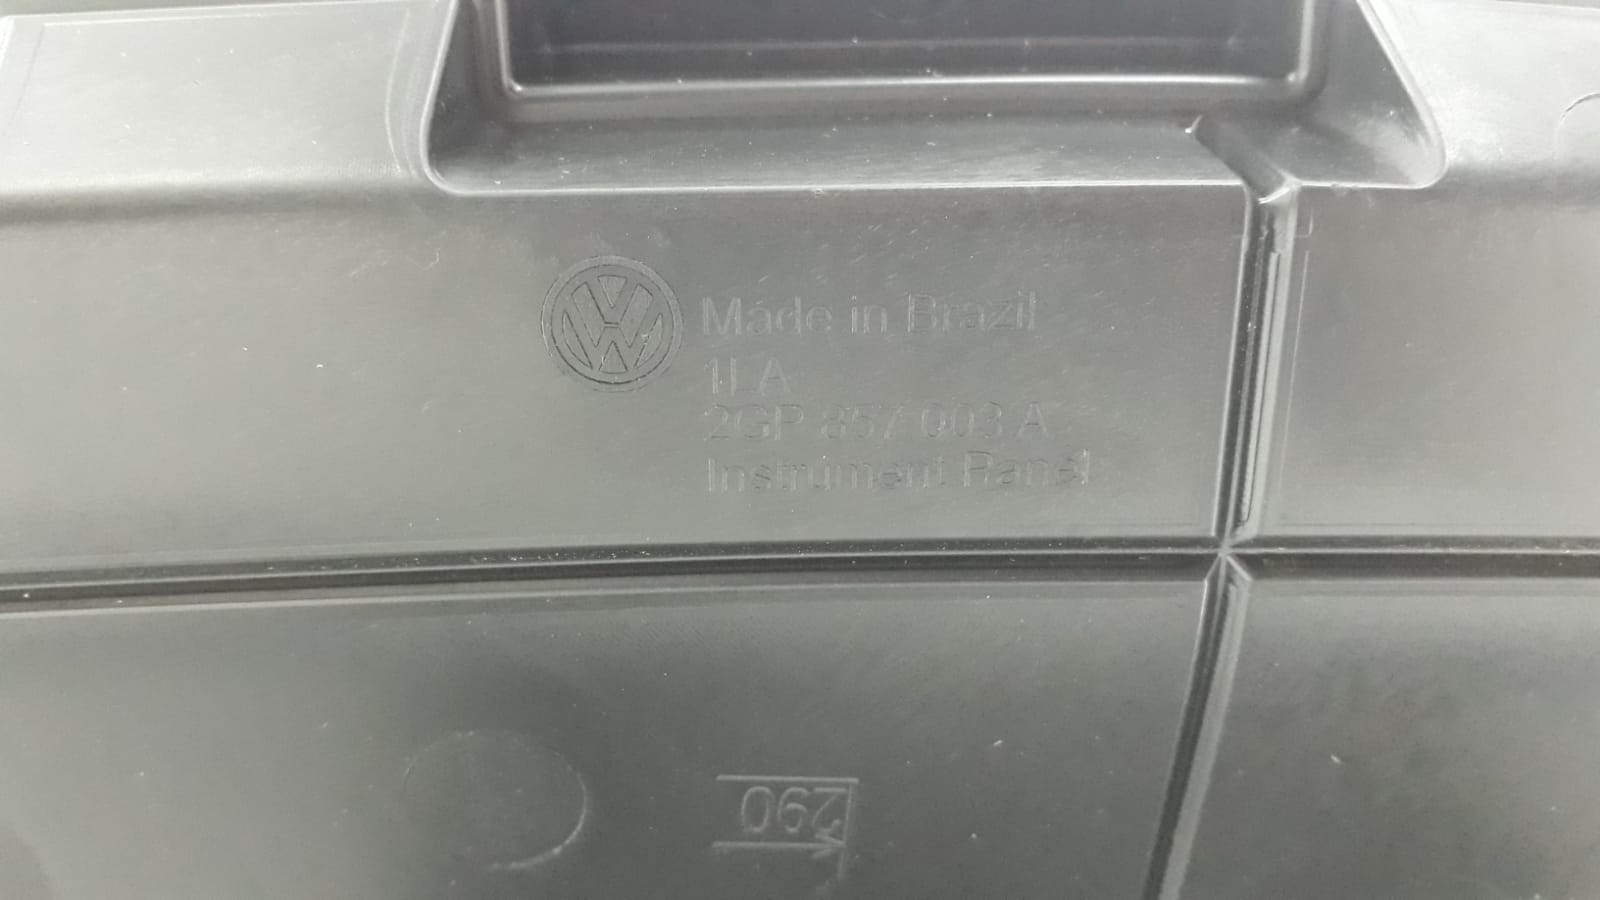 Made in Brazil
1LA
2GP 857 003 A
Instrument Panel
290